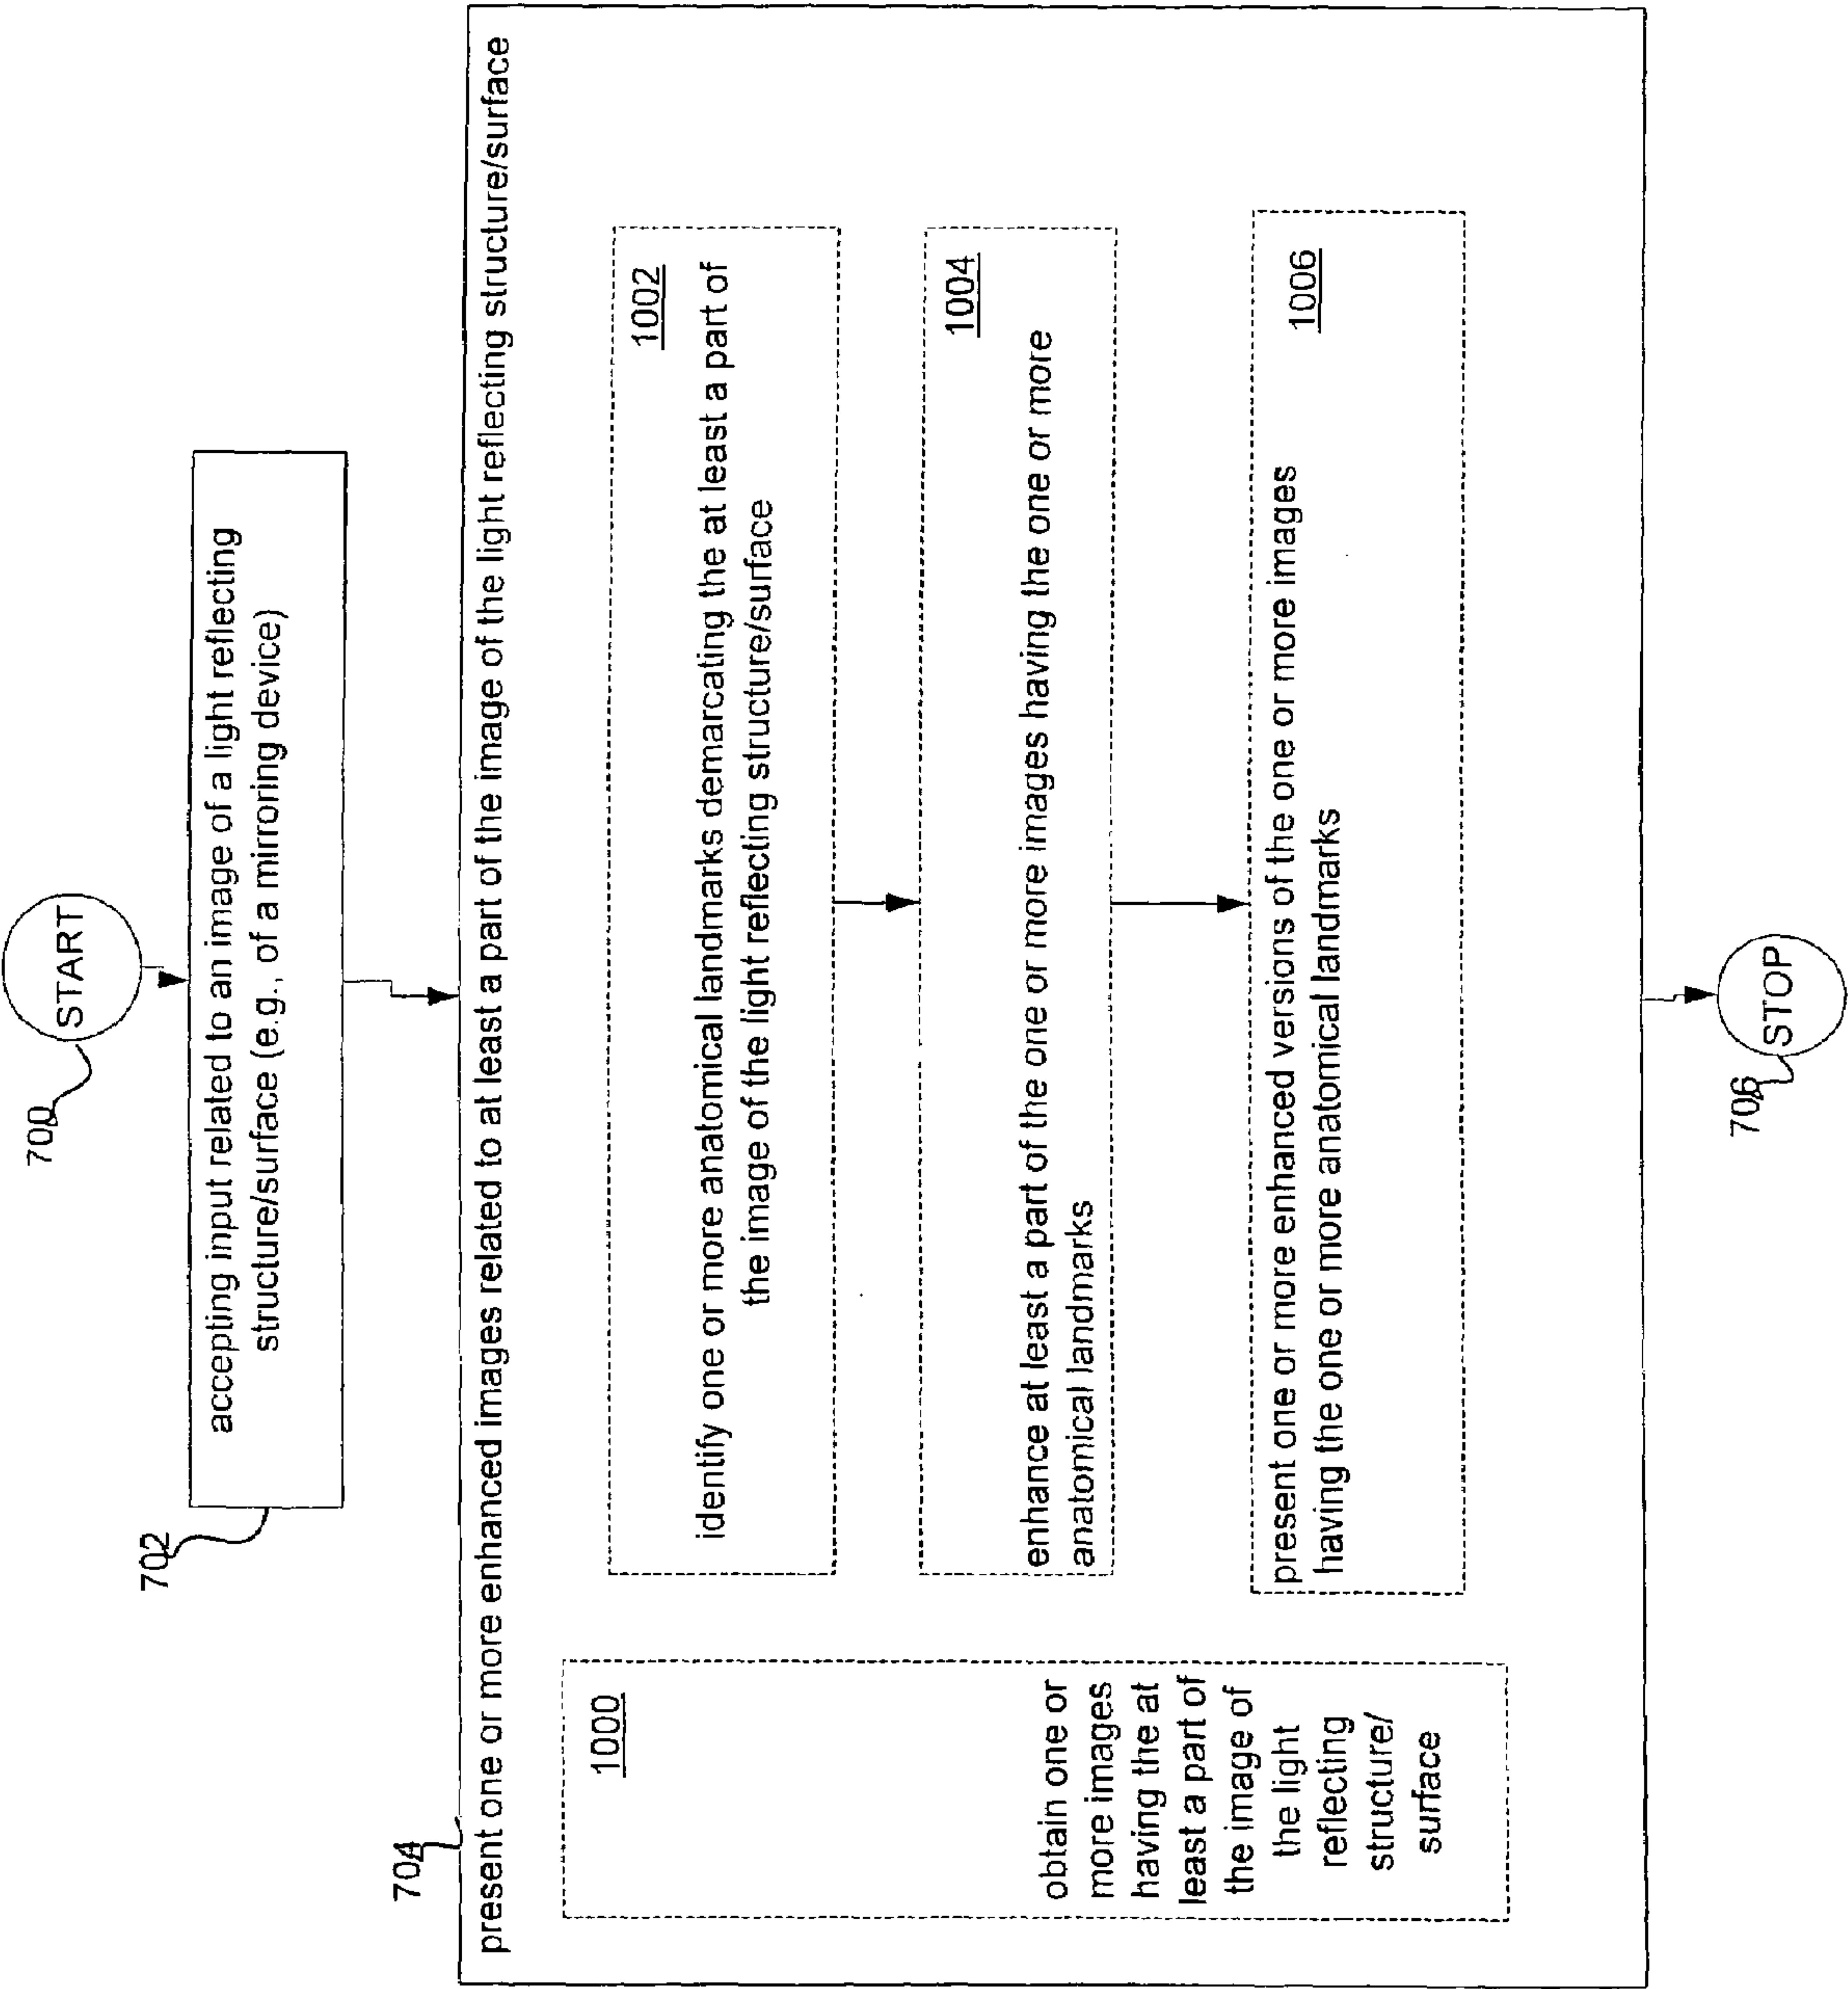 START
700
702
accepting input related to an image of a light reflecting
structure/surface (e.g., of a mirroring device)
704
present one or more enhanced images related to at least a part of the image of the light reflecting structure/surface
1000
obtain one or
more images
having the at
least a part of
the image of
the light
reflecting
structure/
surface
1002
identify one or more anatomical landmarks demarcating the at least a part of
the image of the light reflecting structure/surface
1004
enhance at least a part of the one or more images having the one or more
anatomical landmarks
1006
present one or more enhanced versions of the one or more images
having the one or more anatomical landmarks
706
STOP